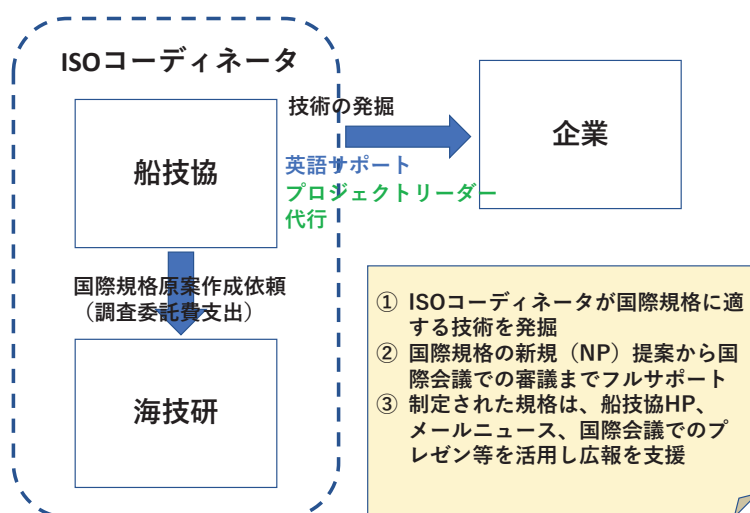 ISOコーディネータ
船技協
技術の発掘
英語サポート
プロジェクトリーダー
代行
企業
国際規格原案作成依頼
（調査委託費支出）
海技研
① ISOコーディネータが国際規格に適
する技術を発掘
② 国際規格の新規（NP）提案から国
際会議での審議までフルサポート
③ 制定された規格は、船技協HP、
メールニュース、国際会議でのプ
レゼン等を活用し広報を支援